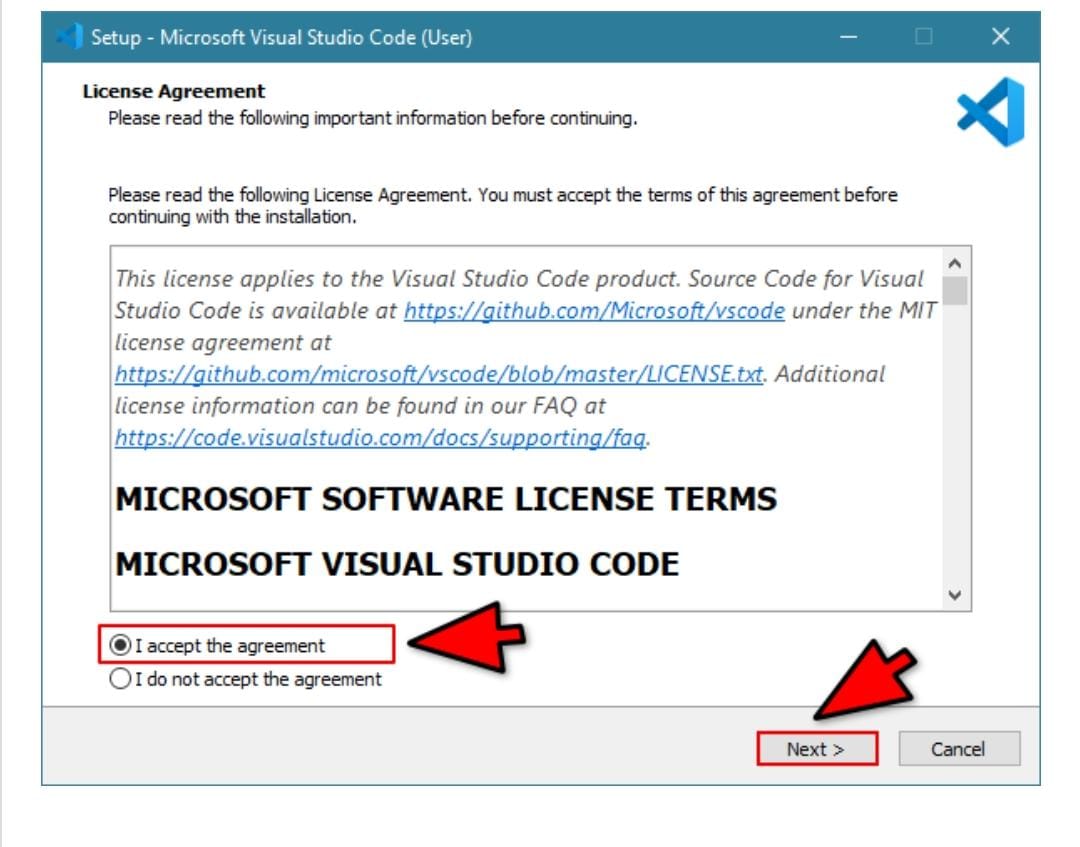 Setup - Microsoft Visual Studio Code (User)
License Agreement
Please read the following important information before continuing.
Please read the following License Agreement. You must accept the terms of this agreement before
continuing with the installation.
This license applies to the Visual Studio Code product. Source Code for Visual
Studio Code is available at https://github.com/Microsoft/vscode under the MIT
license agreement at
https://github.com/microsoft/vscode/blob/master/LICENSE.txt. Additional
license information can be found in our FAQ at
https://code.visualstudio.com/docs/supporting/faq.
MICROSOFT SOFTWARE LICENSE TERMS
MICROSOFT VISUAL STUDIO CODE
I accept the agreement
I do not accept the agreement
Next >
Cancel